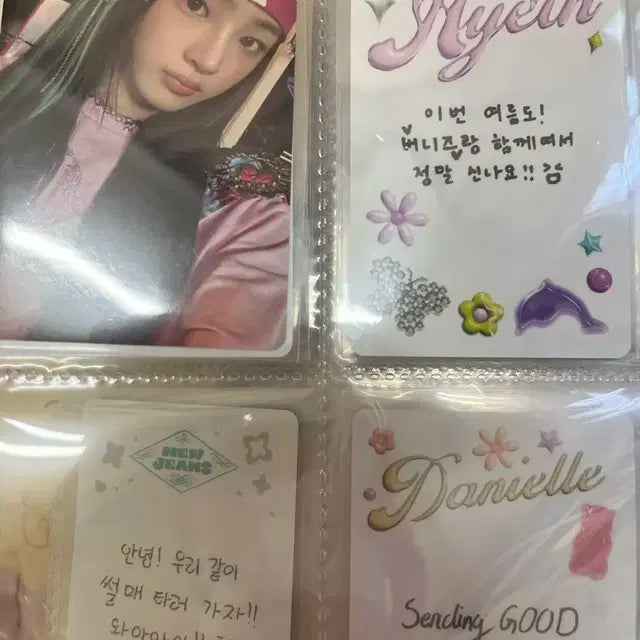 Hyein
이번 여름도!
버니즈랑 함께여서
정말 신나요!!
NEW
JEANS
안녕! 우리 같이
썰매 타러 가자!!
Danielle
Sending GOOD